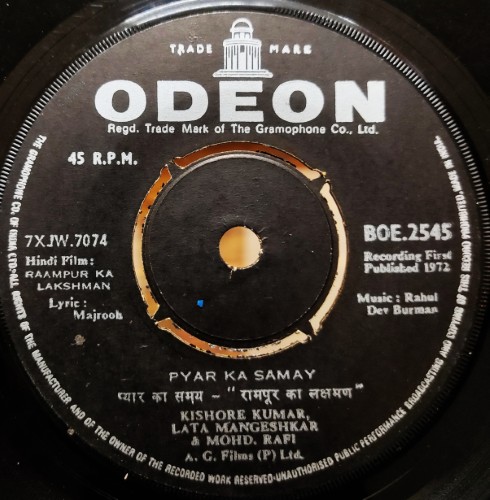 TRADE MARK
ODEON
Regd. Trade Mark of The Gramophone Co., Ltd.
45 R.P.M.
7XJW.7074
BOE.2545
Hindi Film:
RAAMPUR KA
LAKSHMAN
Recording First
Published 1972
Lyric:
Majrooh
Music: Rahul
Dev Burman
PYAR KA SAMAY
प्यार का समय - "रामपूर का लक्षमण"
KISHORE KUMAR,
LATA MANGESHKAR
& MOHD. RAFI
A. G. Films (P) Ltd.
THE GRAMOPHONE CO. OF INDIA LTD. ALL RIGHTS OF THE MANUFACTURER AND OF THE OWNER OF THE RECORDED WORK RESERVED-UNAUTHORISED PUBLIC PERFORMANCE BROADCASTING AND COPYING OF THIS RECORD PROHIBITED. MADE IN INDIA.